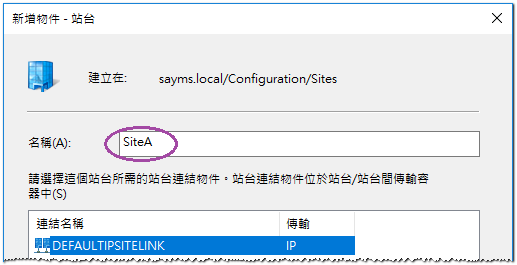 新增物件 - 站台
建立在: sayms.local/Configuration/Sites
名稱(A): SiteA
請選擇這個站台所需的站台連結物件。站台連結物件位於站台/站台間傳輸容
器中(S)
連結名稱 傳輸
DEFAULTIPSITELINK IP